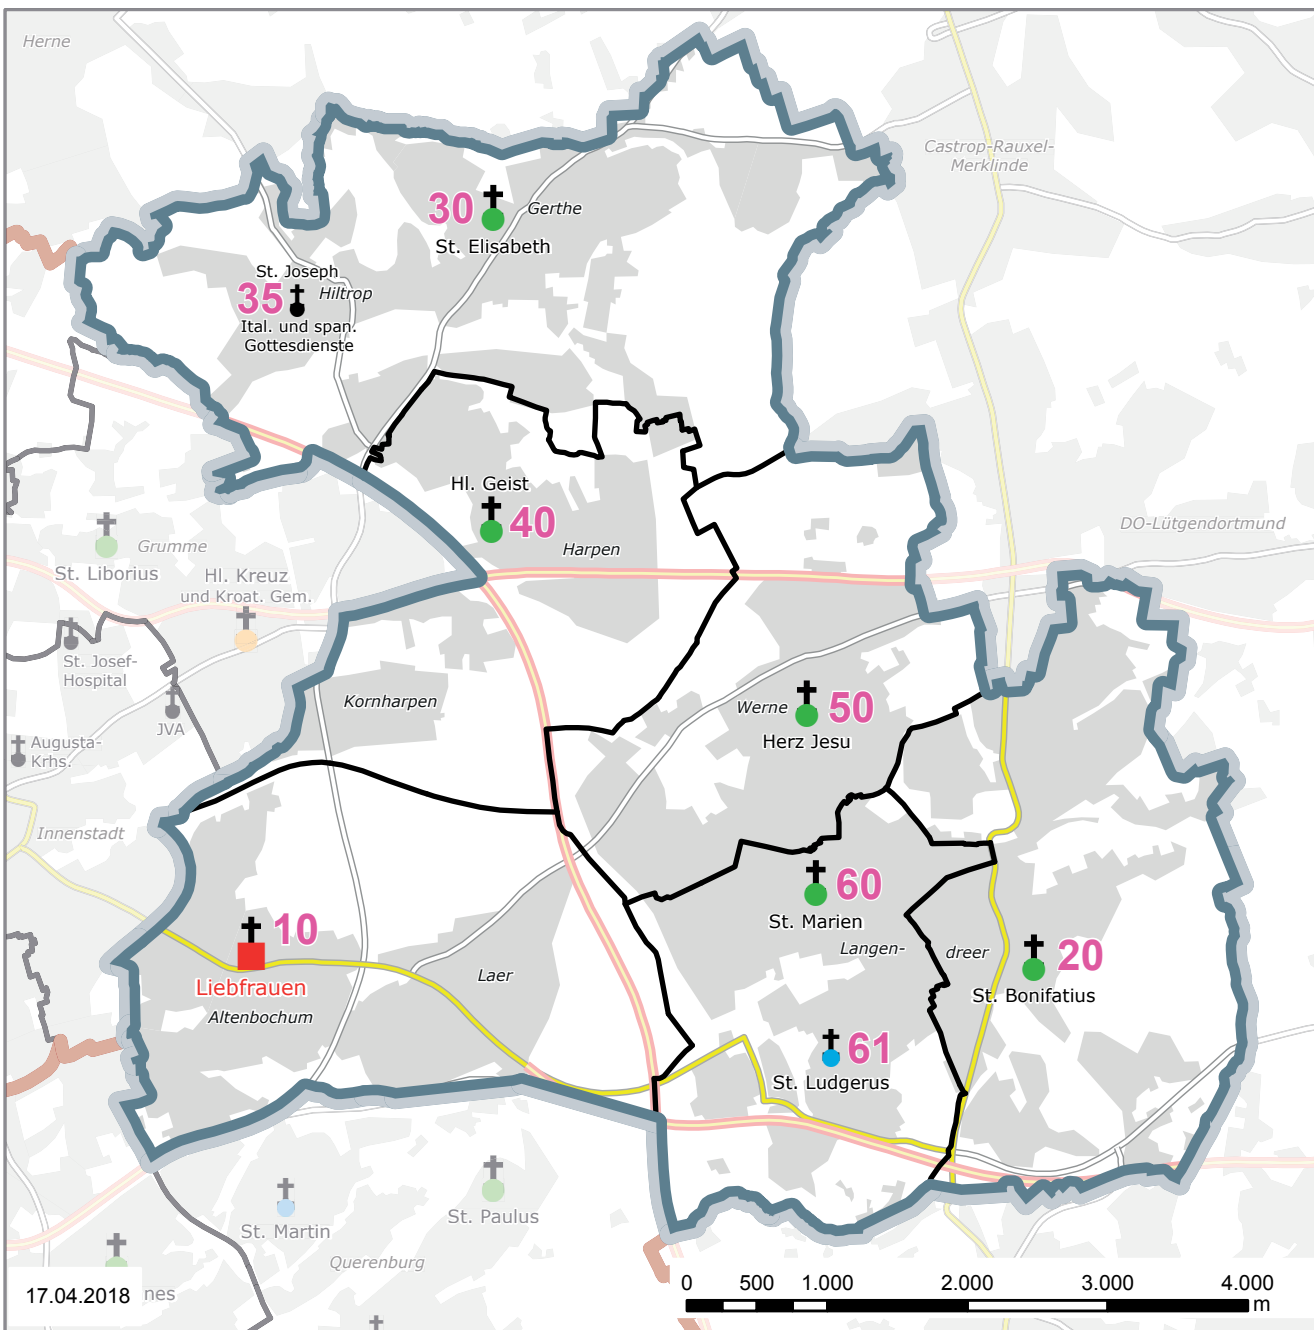 Herne
Castrop-Rauxel-
Merklinde
30
Gerthe
St. Elisabeth
St. Joseph
35
Hiltrop
Ital. und span.
Gottesdienste
Hl. Geist
40
Harpen
DO-Lütgendortmund
Grumme
St. Liborius
Hl. Kreuz
und Kroat. Gem.
St. Josef-
Hospital
JVA
Augusta-
Krhs.
Kornharpen
Werne
50
Herz Jesu
Innenstadt
60
St. Marien
Langen-
dreer
20
St. Bonifatius
10
Liebfrauen
Altenbochum
Laer
61
St. Ludgerus
St. Martin
St. Paulus
Querenburg
17.04.2018
nes
0 500 1.000 2.000 3.000 4.000
m